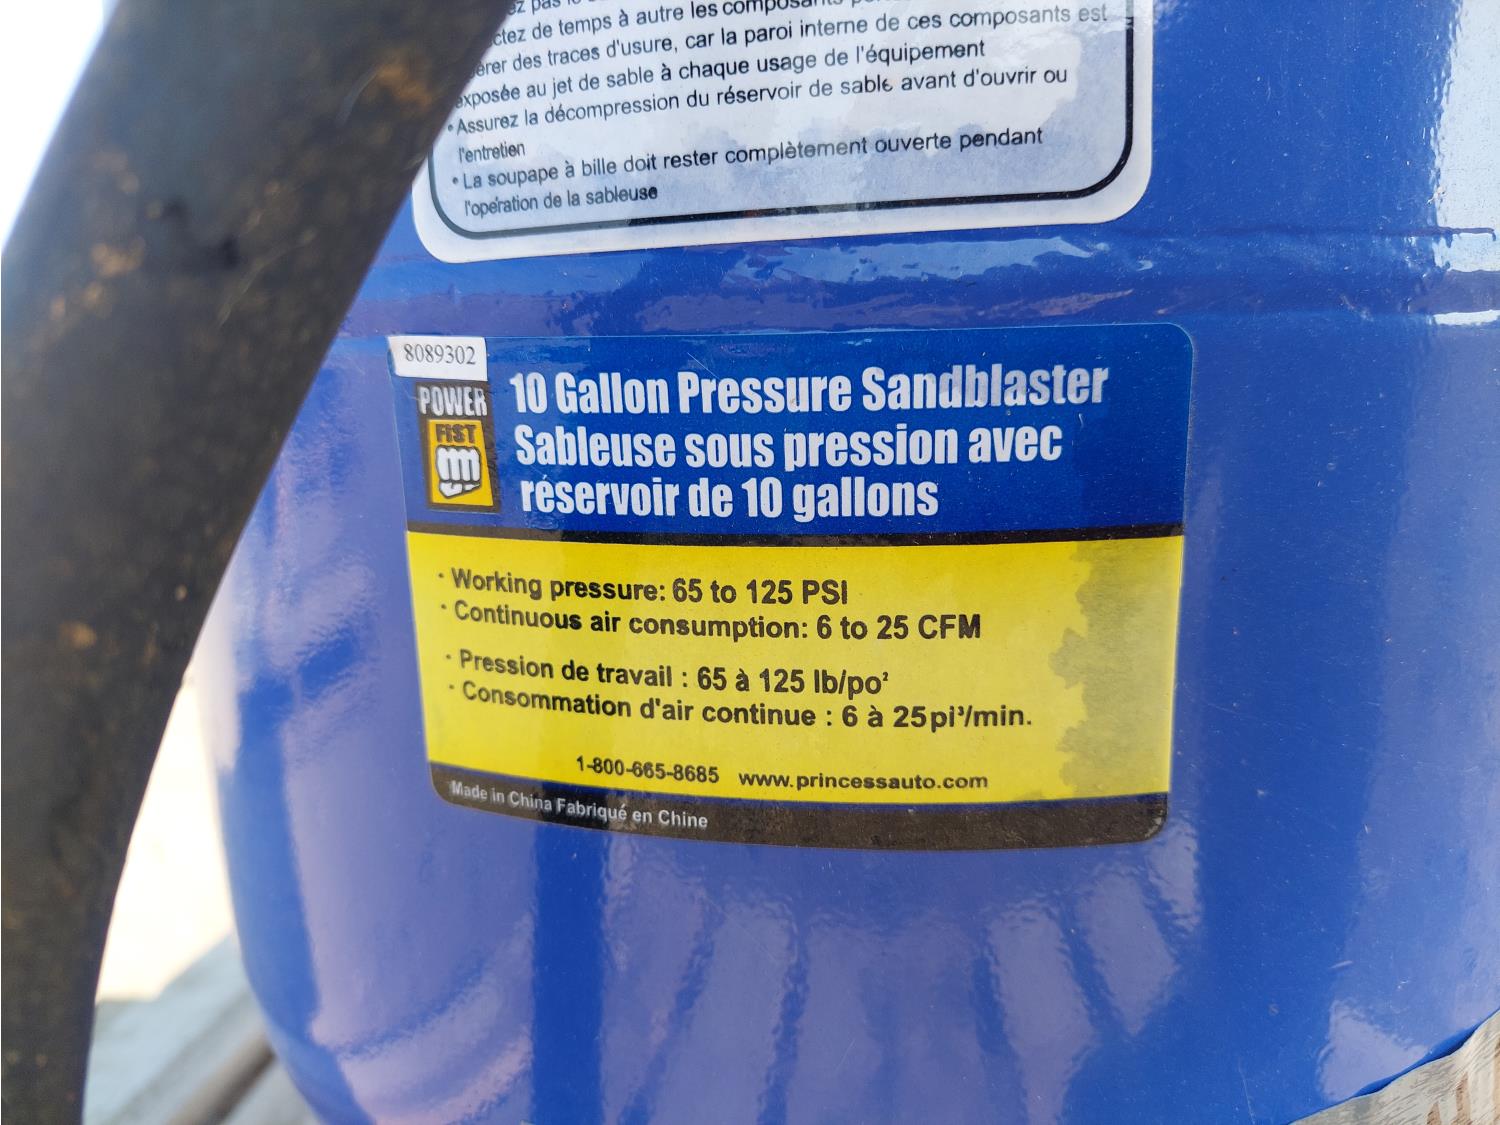 pas
de temps à autre les
des traces d'usure, car la paroi interne de ces composants est
exposée au jet de sable à chaque usage de l'équipement
• Assurez la décompression du réservoir de sable avant d'ouvrir ou
l'entretien
• La soupape à bille doit rester complètement ouverte pendant
l'opération de la sableuse
8089302
POWER
FIST
10 Gallon Pressure Sandblaster
Sableuse sous pression avec
réservoir de 10 gallons
· Working pressure: 65 to 125 PSI
· Continuous air consumption: 6 to 25 CFM
· Pression de travail : 65 à 125 lb/po²
· Consommation d'air continue : 6 à 25pi³/min.
1-800-665-8685 www.princessauto.com
Made in China Fabriqué en Chine